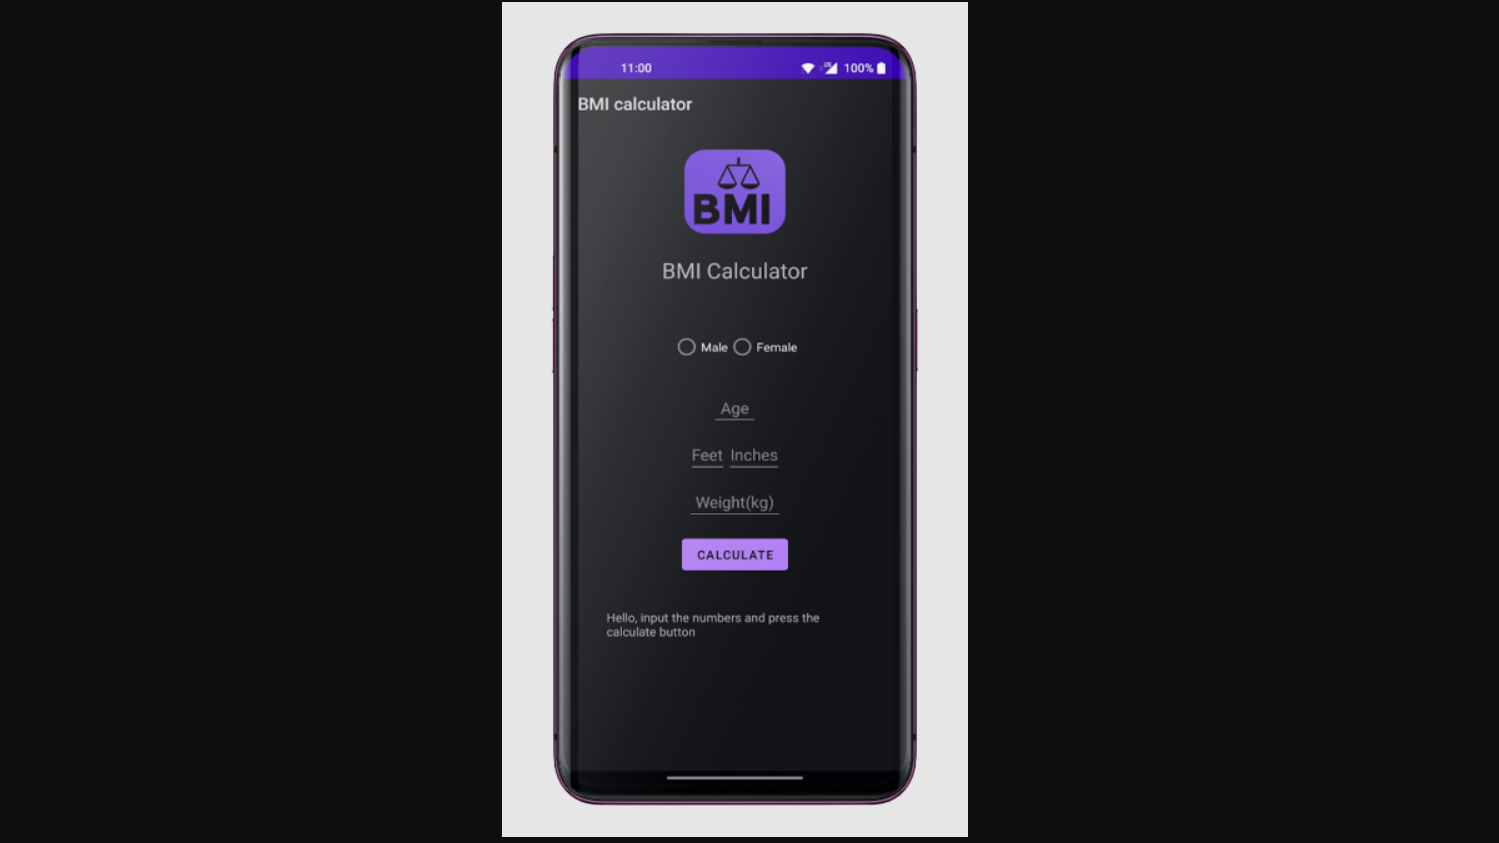 11:00 100%
BMI calculator
BMI
BMI Calculator
Male Female
Age
Feet Inches
Weight(kg)
CALCULATE
Hello, input the numbers and press the
calculate button